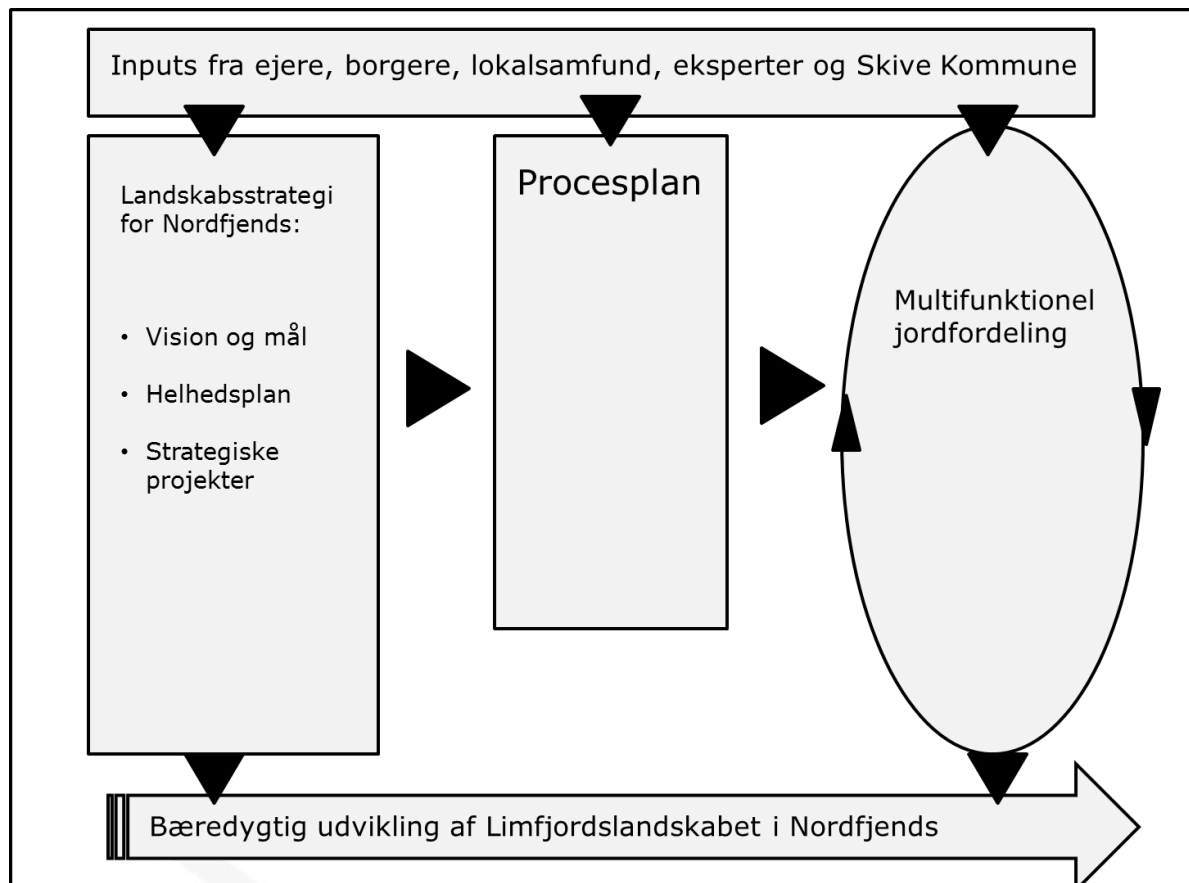 Inputs fra ejere, borgere, lokalsamfund, eksperter og Skive Kommune
Landskabsstrategi
for Nordfjends:
• Vision og mål
• Helhedsplan
• Strategiske
projekter
Procesplan
Multifunktionel
jordfordeling
Bæredygtig udvikling af Limfjordslandskabet i Nordfjends